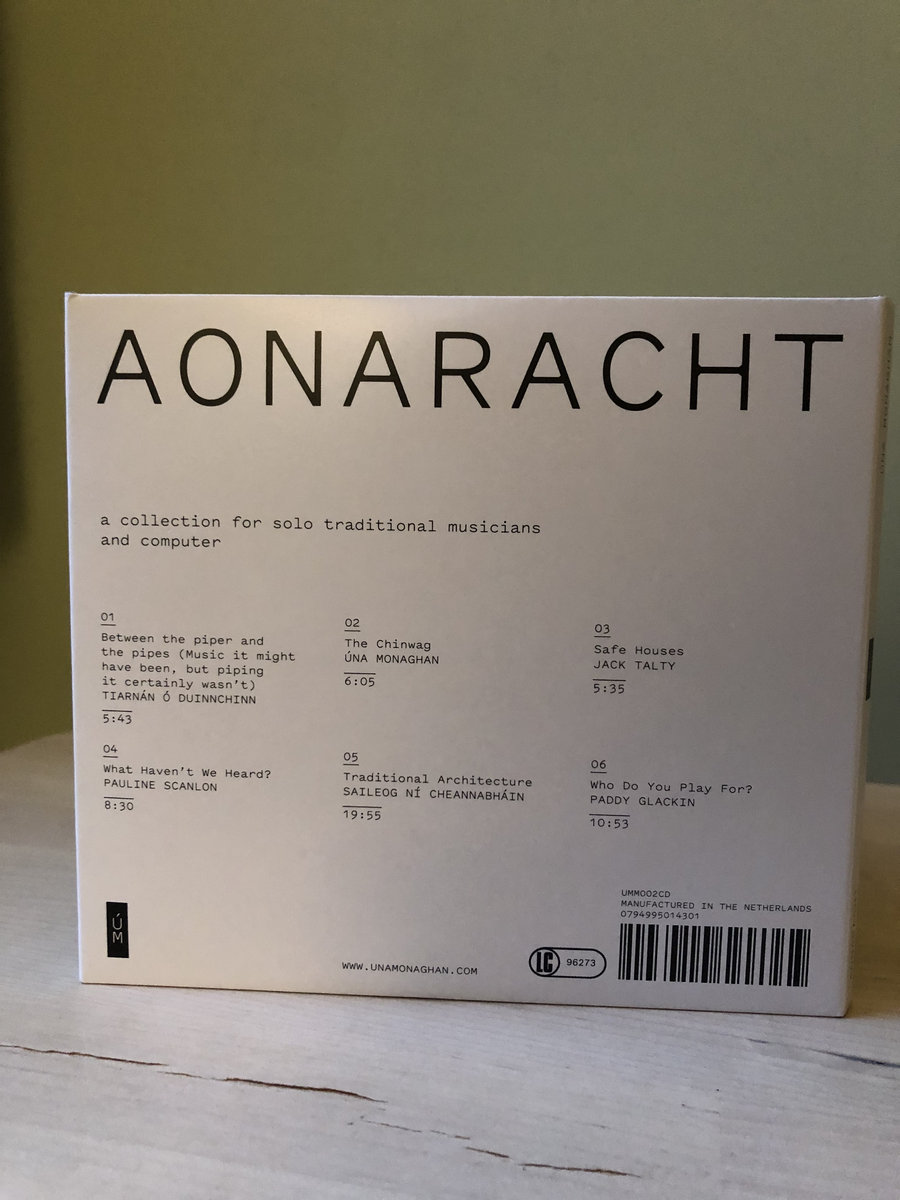 AONARACHT
a collection for solo traditional musicians
and computer
01
Between the piper and
the pipes (Music it might
have been, but piping
it certainly wasn't)
TIARNÁN Ó DUINNCHINN
5:43
02
The Chinwag
ÚNA MONAGHAN
6:05
03
Safe Houses
JACK TALTY
5:35
04
What Haven't We Heard?
PAULINE SCANLON
8:30
05
Traditional Architecture
SAILEOG NÍ CHEANNABHÁIN
19:55
06
Who Do You Play For?
PADDY GLACKIN
10:53
ÚM
WWW.UNAMONAGHAN.COM
LC 96273
UMM002CD
MANUFACTURED IN THE NETHERLANDS
0794995014301